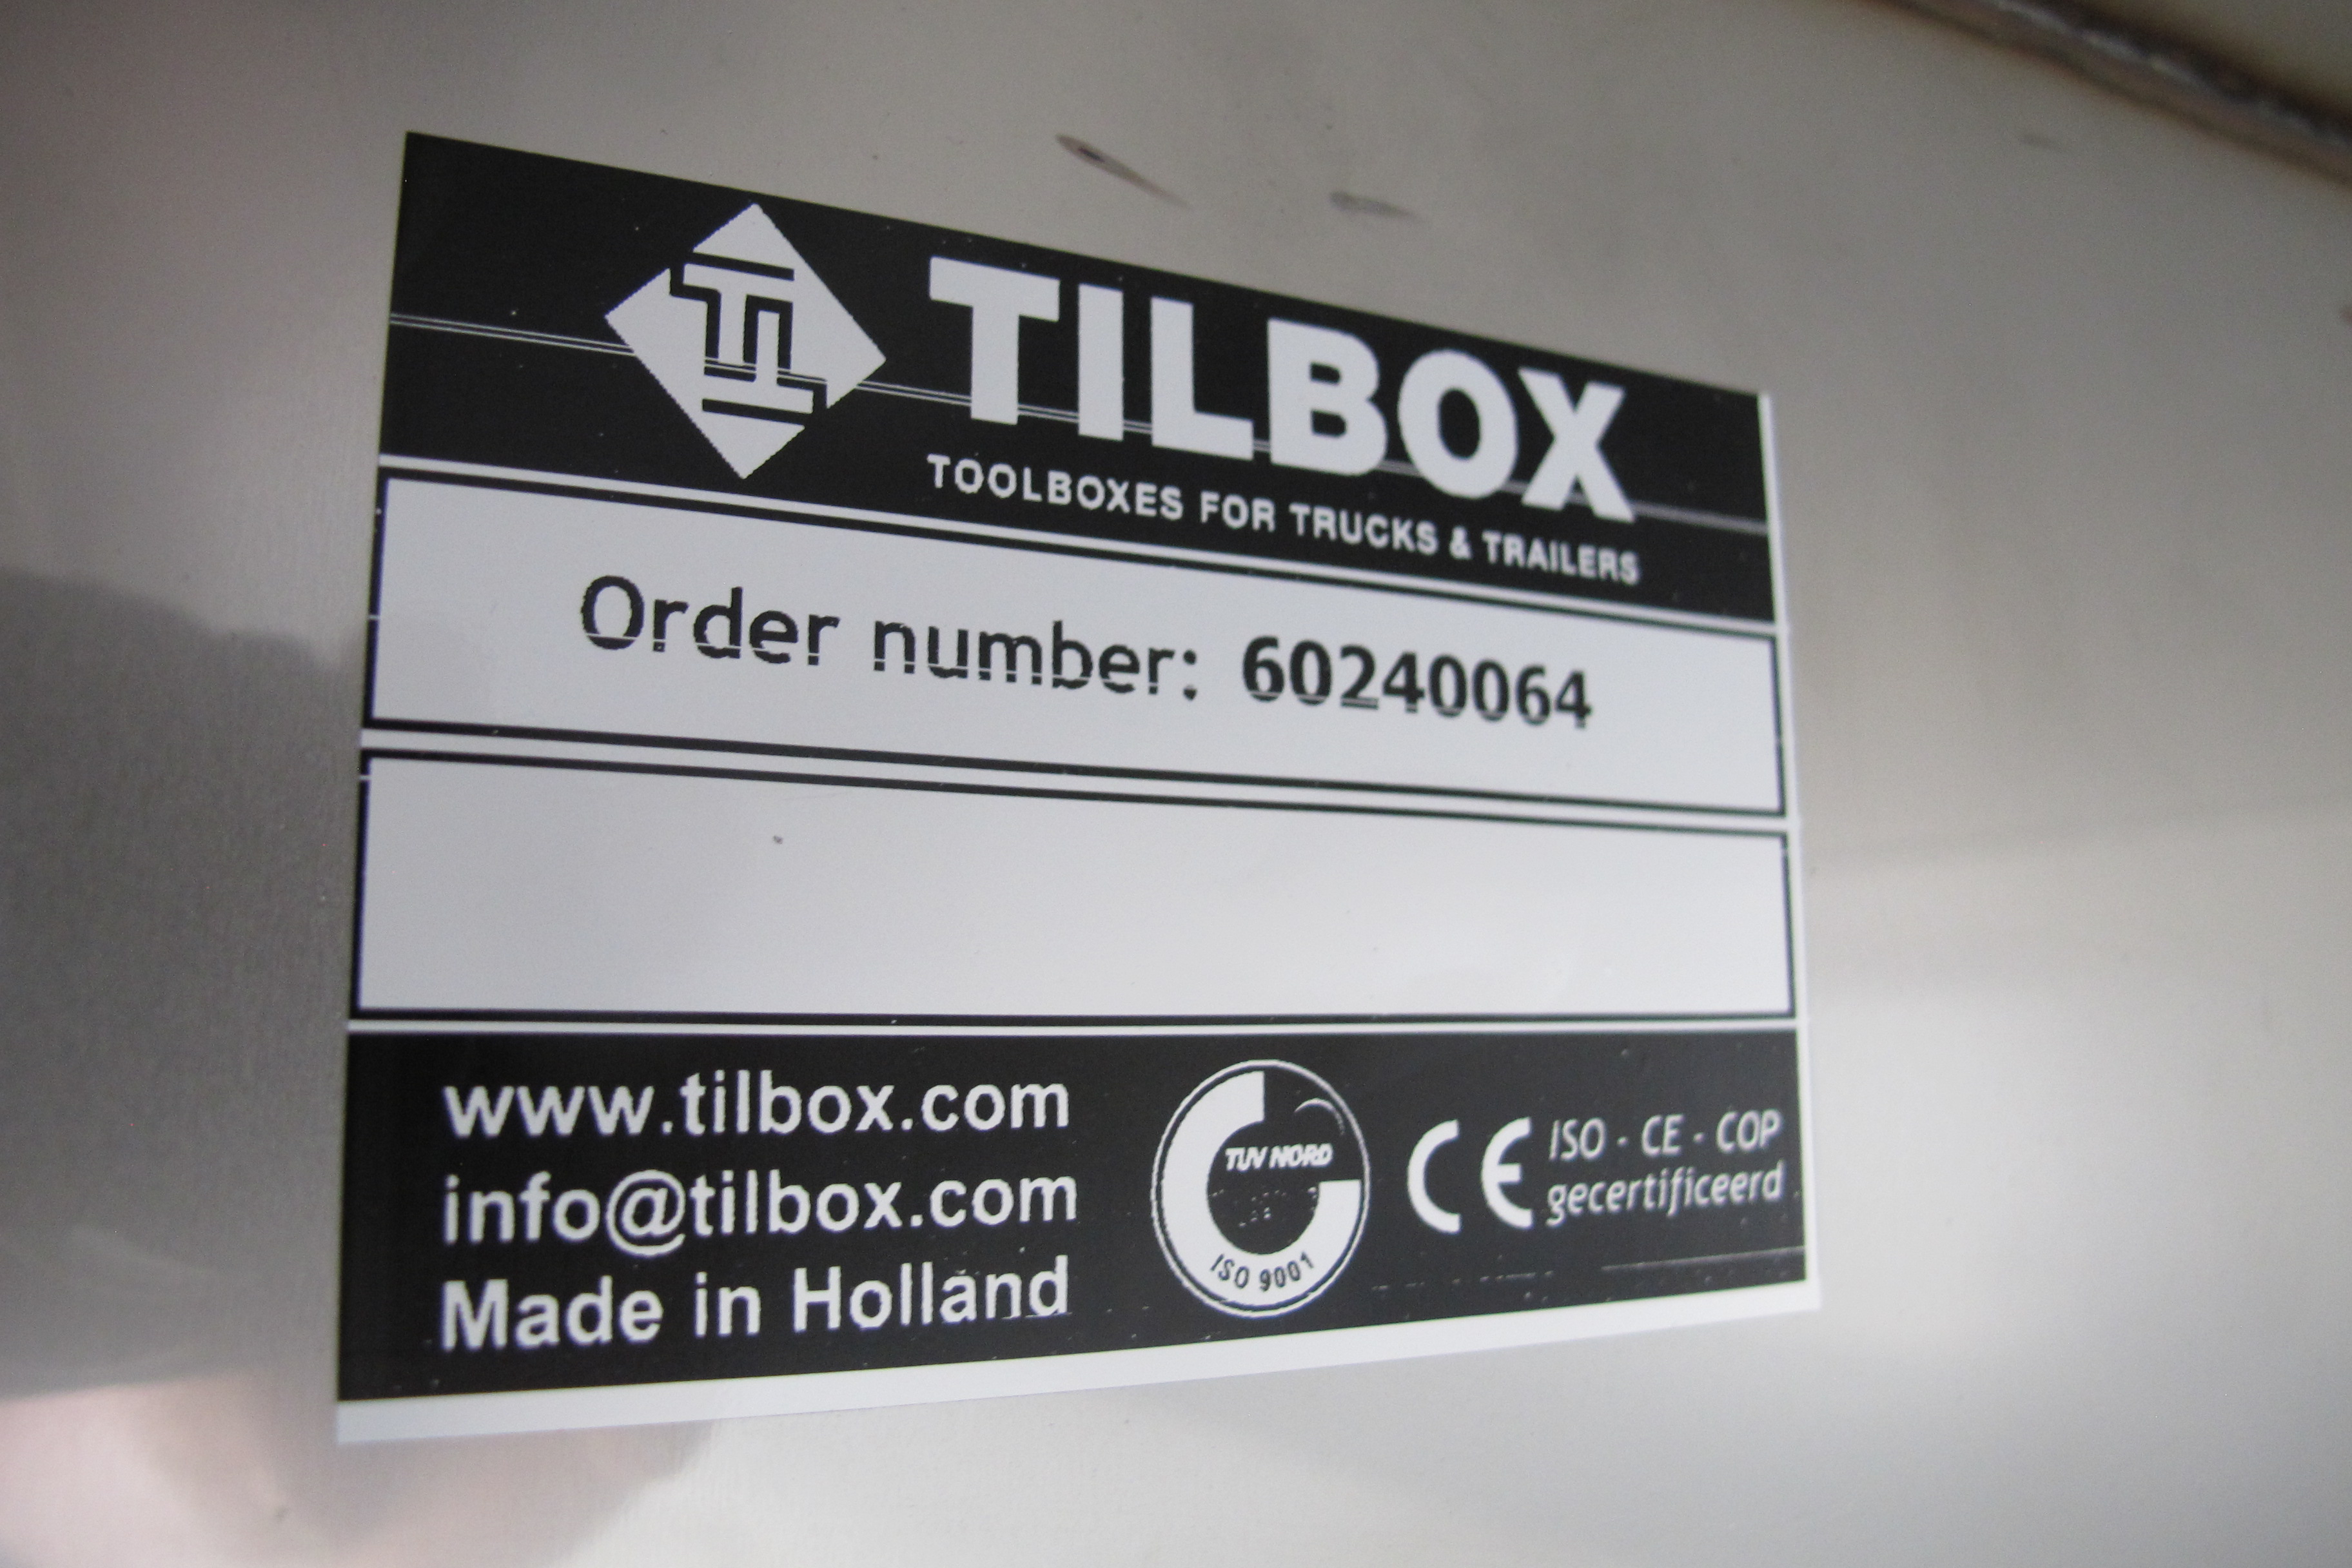 TILBOX
TOOLBOXES FOR TRUCKS & TRAILERS
Order number: 60240064
www.tilbox.com
info@tilbox.com
Made in Holland
TUV NORD
ISO 9001
CE
ISO - CE - COP
gecertificeerd